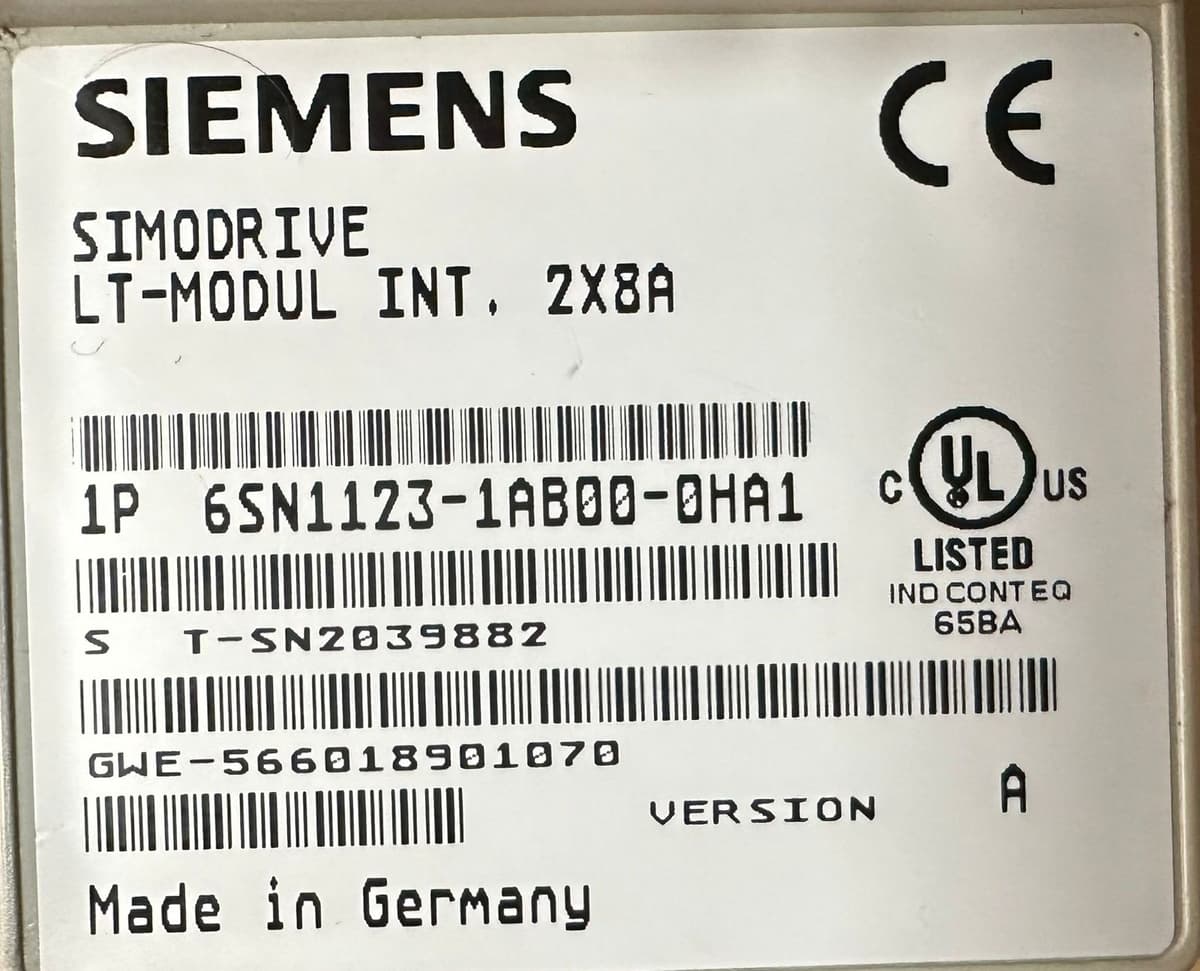 SIEMENS
CE
SIMODRIVE
LT-MODUL INT. 2X8A
1P 6SN1123-1AB00-0HA1
C UL US
LISTED
IND CONT EQ
65BA
S T-SN2039882
GWE-566018901070
VERSION A
Made in Germany